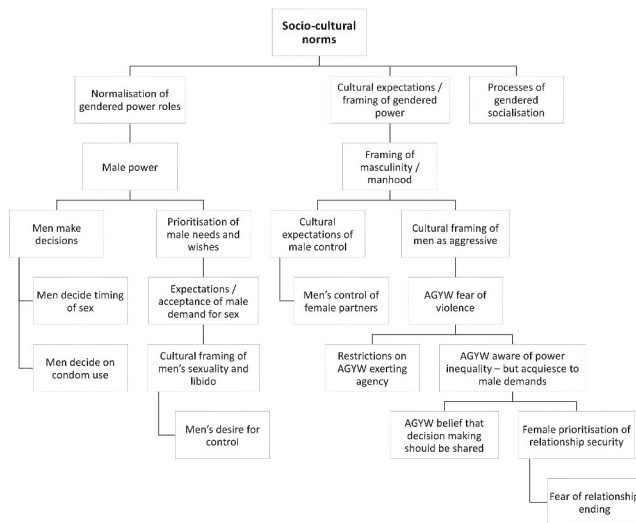 Socio-cultural
norms
Normalisation of
gendered power roles
Cultural expectations /
framing of gendered
power
Processes of
gendered
socialisation
Male power
Framing of
masculinity /
manhood
Men make
decisions
Prioritisation of
male needs and
wishes
Cultural
expectations of
male control
Cultural framing of
men as aggressive
Men decide timing
of sex
Expectations /
acceptance of male
demand for sex
Men's control of
female partners
AGYW fear of
violence
Men decide on
condom use
Cultural framing of
men's sexuality and
libido
Restrictions on
AGYW exerting
agency
AGYW aware of power
inequality – but acquiesce to
male demands
Men's desire for
control
AGYW belief that
decision making
should be shared
Female prioritisation of
relationship security
Fear of relationship
ending